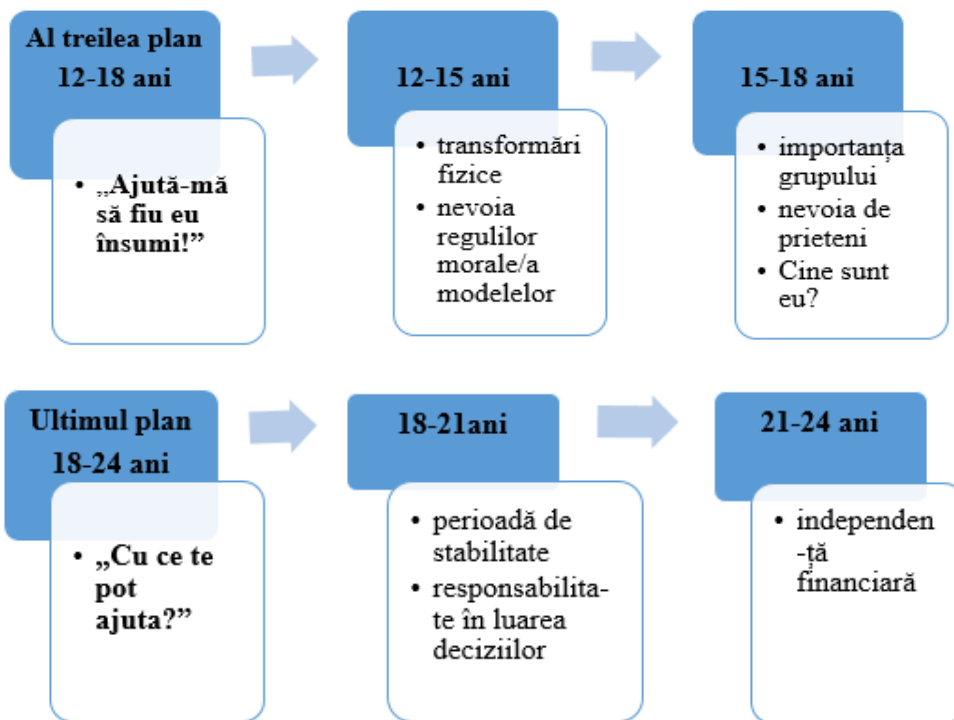 Al treilea plan
12-18 ani
• „Ajută-mă
să fiu eu
însumi!”
12-15 ani
• transformări
fizice
• nevoia
regulilor
morale/a
modelelor
15-18 ani
• importanța
grupului
• nevoia de
prieteni
• Cine sunt
eu?
Ultimul plan
18-24 ani
• „Cu ce te
pot
ajuta?”
18-21ani
• perioadă de
stabilitate
• responsabilita-
te în luarea
deciziilor
21-24 ani
• independen
-ță
financiară